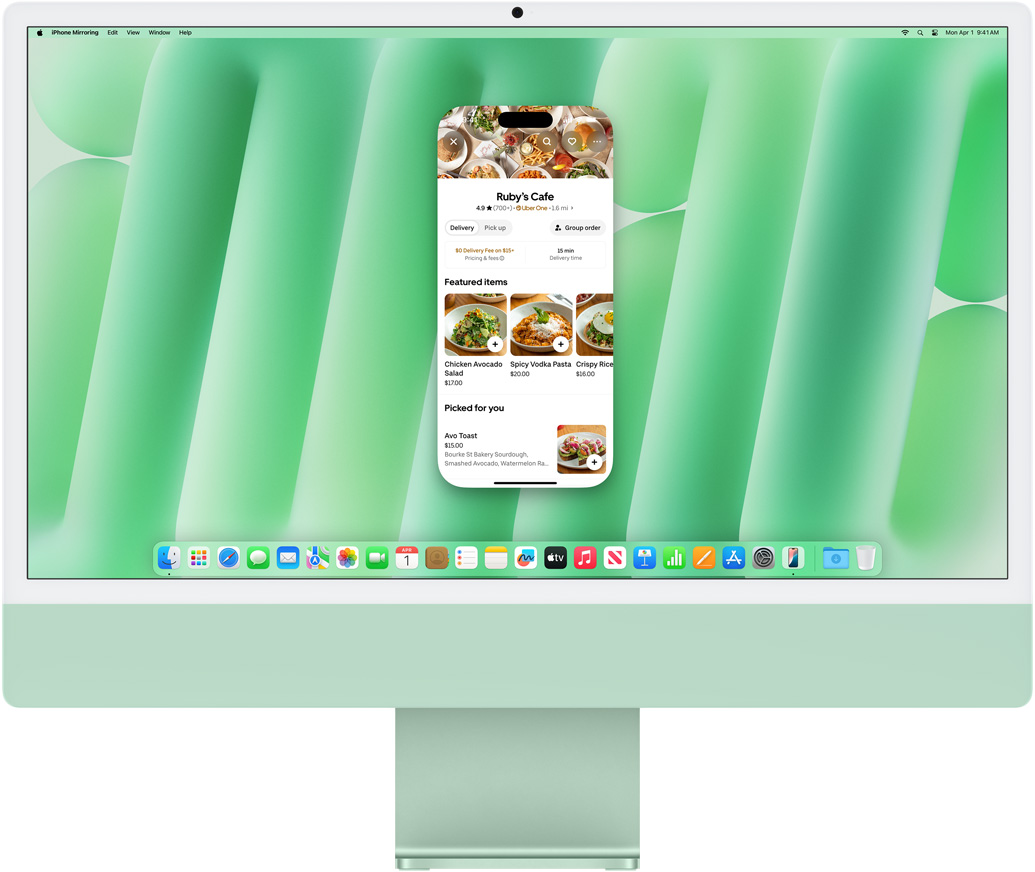 iPhone Mirroring Edit View Window Help
Mon Apr 1 9:41AM
Ruby's Cafe
4.9 ★ (700+) • Uber One • 1.6 mi
Delivery Pick up Group order
$0 Delivery Fee on $15+
Pricing & fees
15 min
Delivery time
Featured items
Chicken Avocado
Salad
$17.00
Spicy Vodka Pasta
$20.00
Crispy Rice
$16.00
Picked for you
Avo Toast
$15.00
Bourke St Bakery Sourdough,
Smashed Avocado, Watermelon Ra...
APR
1
tv